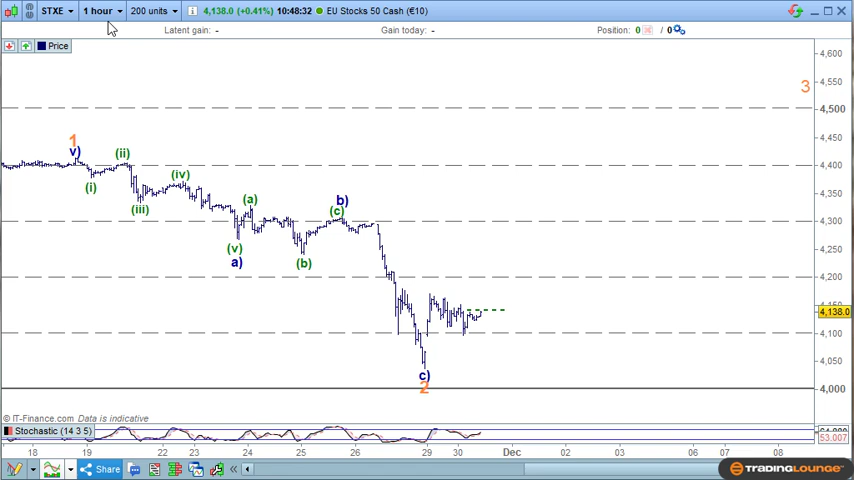 STXE 1 hour 200 units i 4,138.0 (+0.41%) 10:48:32 EU Stocks 50 Cash (€10)
Latent gain: - Gain today: - Position: 0 / 0
Price
4,600
4,550
3
4,500
4,450
1
v)
(ii)
4,400
(i)
(iv)
4,350
(iii)
(a)
b)
(c)
4,300
(v)
4,250
a)
(b)
4,200
4,150
4,138.0
4,100
4,050
c)
2
4,000
© IT-Finance.com Data is indicative
Stochastic (14 3 5)
53.007
18 19 22 23 24 25 26 29 30 Dec 02 03 06 07 08
Share
TRADINGLOUNGE